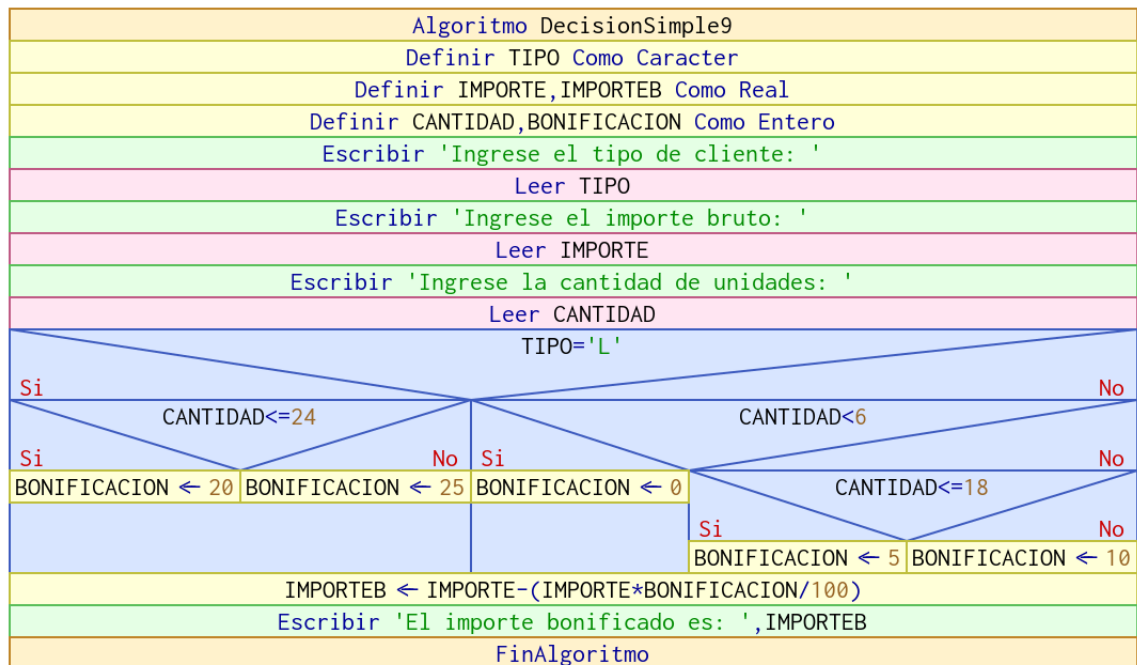 Algoritmo DecisionSimple9
Definir TIPO Como Caracter
Definir IMPORTE,IMPORTEB Como Real
Definir CANTIDAD,BONIFICACION Como Entero
Escribir 'Ingrese el tipo de cliente: '
Leer TIPO
Escribir 'Ingrese el importe bruto: '
Leer IMPORTE
Escribir 'Ingrese la cantidad de unidades: '
Leer CANTIDAD
TIPO='L'
Si No
CANTIDAD<=24 CANTIDAD<6
Si No Si No
BONIFICACION ← 20 BONIFICACION ← 25 BONIFICACION ← 0 CANTIDAD<=18
Si No
BONIFICACION ← 5 BONIFICACION ← 10
IMPORTEB ← IMPORTE-(IMPORTE*BONIFICACION/100)
Escribir 'El importe bonificado es: ',IMPORTEB
FinAlgoritmo